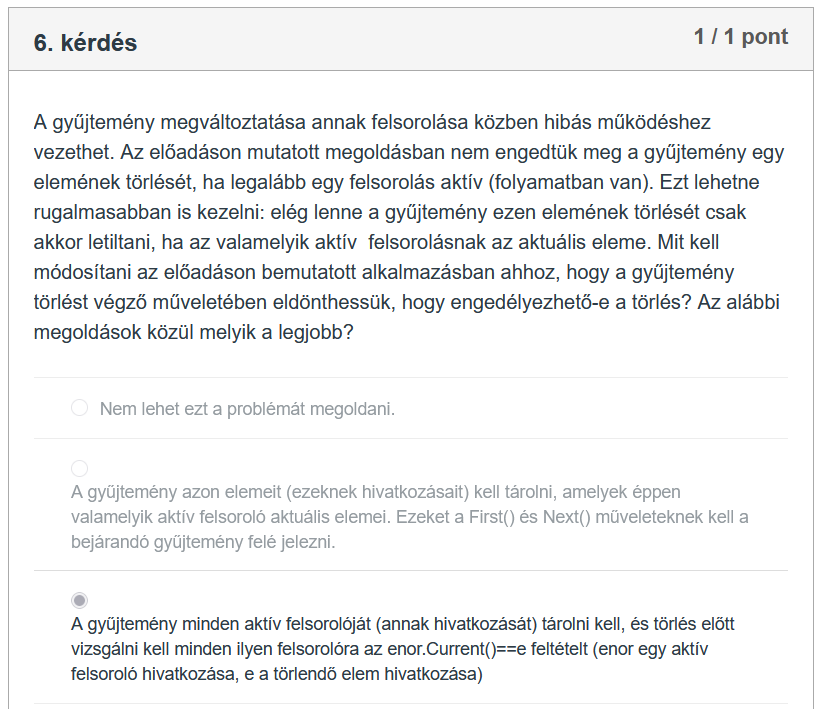 6. kérdés
1 / 1 pont
A gyűjtemény megváltoztatása annak felsorolása közben hibás működéshez
vezethet. Az előadáson mutatott megoldásban nem engedtük meg a gyűjtemény egy
elemének törlését, ha legalább egy felsorolás aktív (folyamatban van). Ezt lehetne
rugalmasabban is kezelni: elég lenne a gyűjtemény ezen elemének törlését csak
akkor letiltani, ha az valamelyik aktív  felsorolásnak az aktuális eleme. Mit kell
módosítani az előadáson bemutatott alkalmazásban ahhoz, hogy a gyűjtemény
törlést végző műveletében eldönthessük, hogy engedélyezhető-e a törlés? Az alábbi
megoldások közül melyik a legjobb?
Nem lehet ezt a problémát megoldani.
A gyűjtemény azon elemeit (ezeknek hivatkozásait) kell tárolni, amelyek éppen
valamelyik aktív felsoroló aktuális elemei. Ezeket a First() és Next() műveleteknek kell a
bejárandó gyűjtemény felé jelezni.
A gyűjtemény minden aktív felsorolóját (annak hivatkozását) tárolni kell, és törlés előtt
vizsgálni kell minden ilyen felsorolóra az enor.Current()==e feltételt (enor egy aktív
felsoroló hivatkozása, e a törlendő elem hivatkozása)